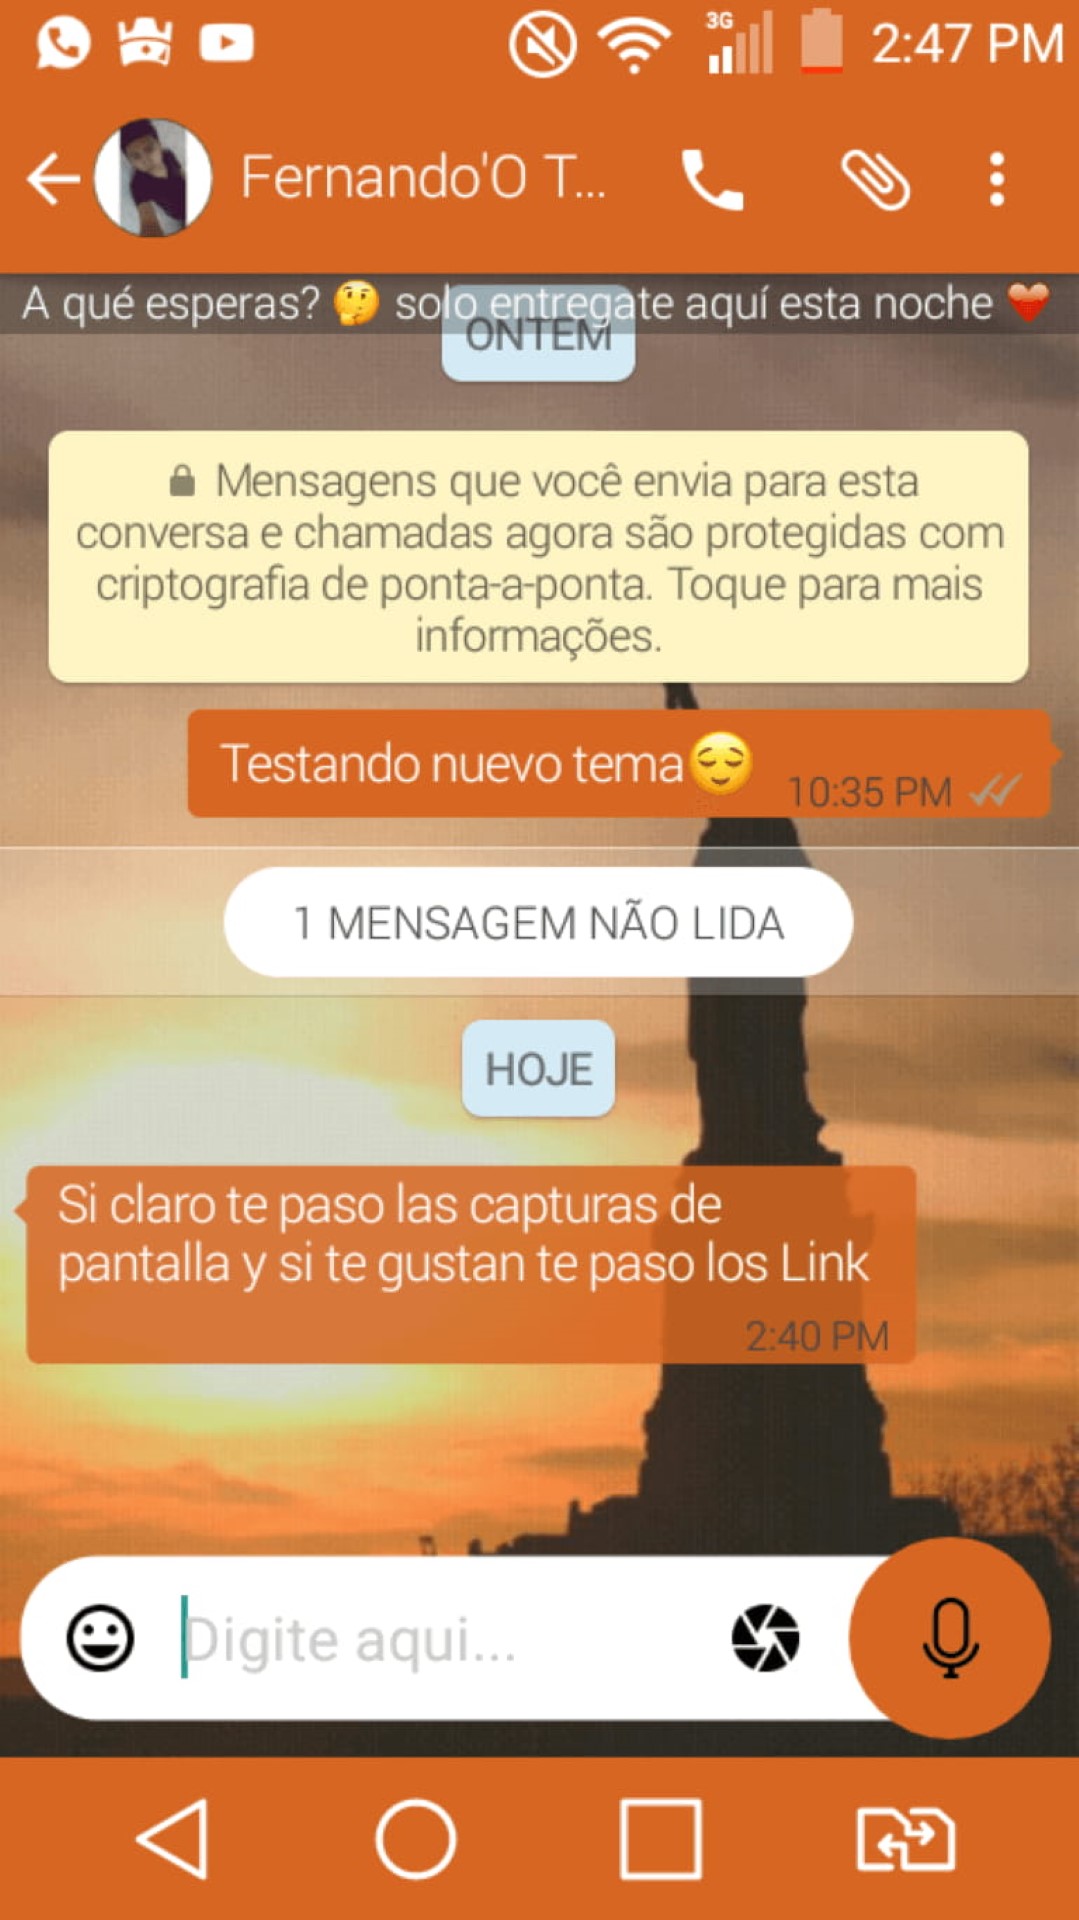 3G 2:47 PM
Fernando'O T...
A qué esperas? 🤔 solo entregate aquí esta noche ❤️
ONTEM
Mensagens que você envia para esta
conversa e chamadas agora são protegidas com
criptografia de ponta-a-ponta. Toque para mais
informações.
Testando nuevo tema😌
10:35 PM
1 MENSAGEM NÃO LIDA
HOJE
Si claro te paso las capturas de
pantalla y si te gustan te paso los Link
2:40 PM
Digite aqui...